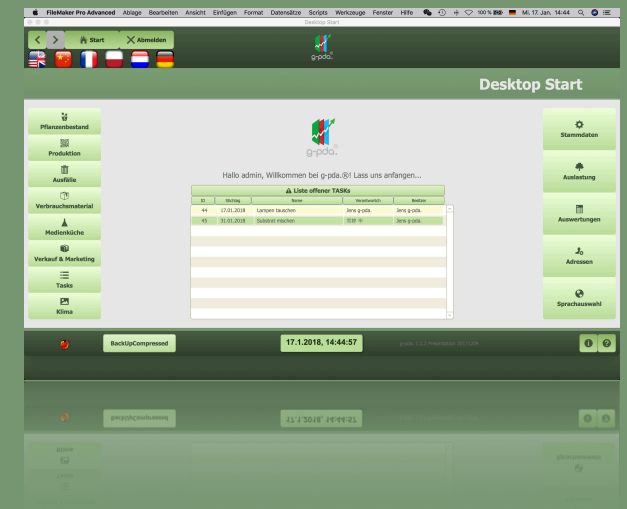 FileMaker Pro Advanced Ablage Bearbeiten Ansicht Einfügen Format Datensätze Scripts Werkzeuge Fenster Hilfe 100 % Mi. 17. Jan. 14:44
Desktop Start
Start Abmelden
g-pda.
Desktop Start
Pflanzenbestand
Produktion
Ausfälle
Verbrauchsmaterial
Medienküche
Verkauf & Marketing
Tasks
Klima
g-pda.®
Hallo admin, Willkommen bei g-pda.®! Lass uns anfangen...
Liste offener TASKs
ID Stichtag Name Verantwortlich Besitzer
44 17.01.2018 Lampen tauschen Jens g-pda. Jens g-pda.
45 31.01.2018 Substrat mischen Jens g-pda.
Stammdaten
Auslastung
Auswertungen
Adressen
Sprachauswahl
BackUpCompressed
17.1.2018, 14:44:57